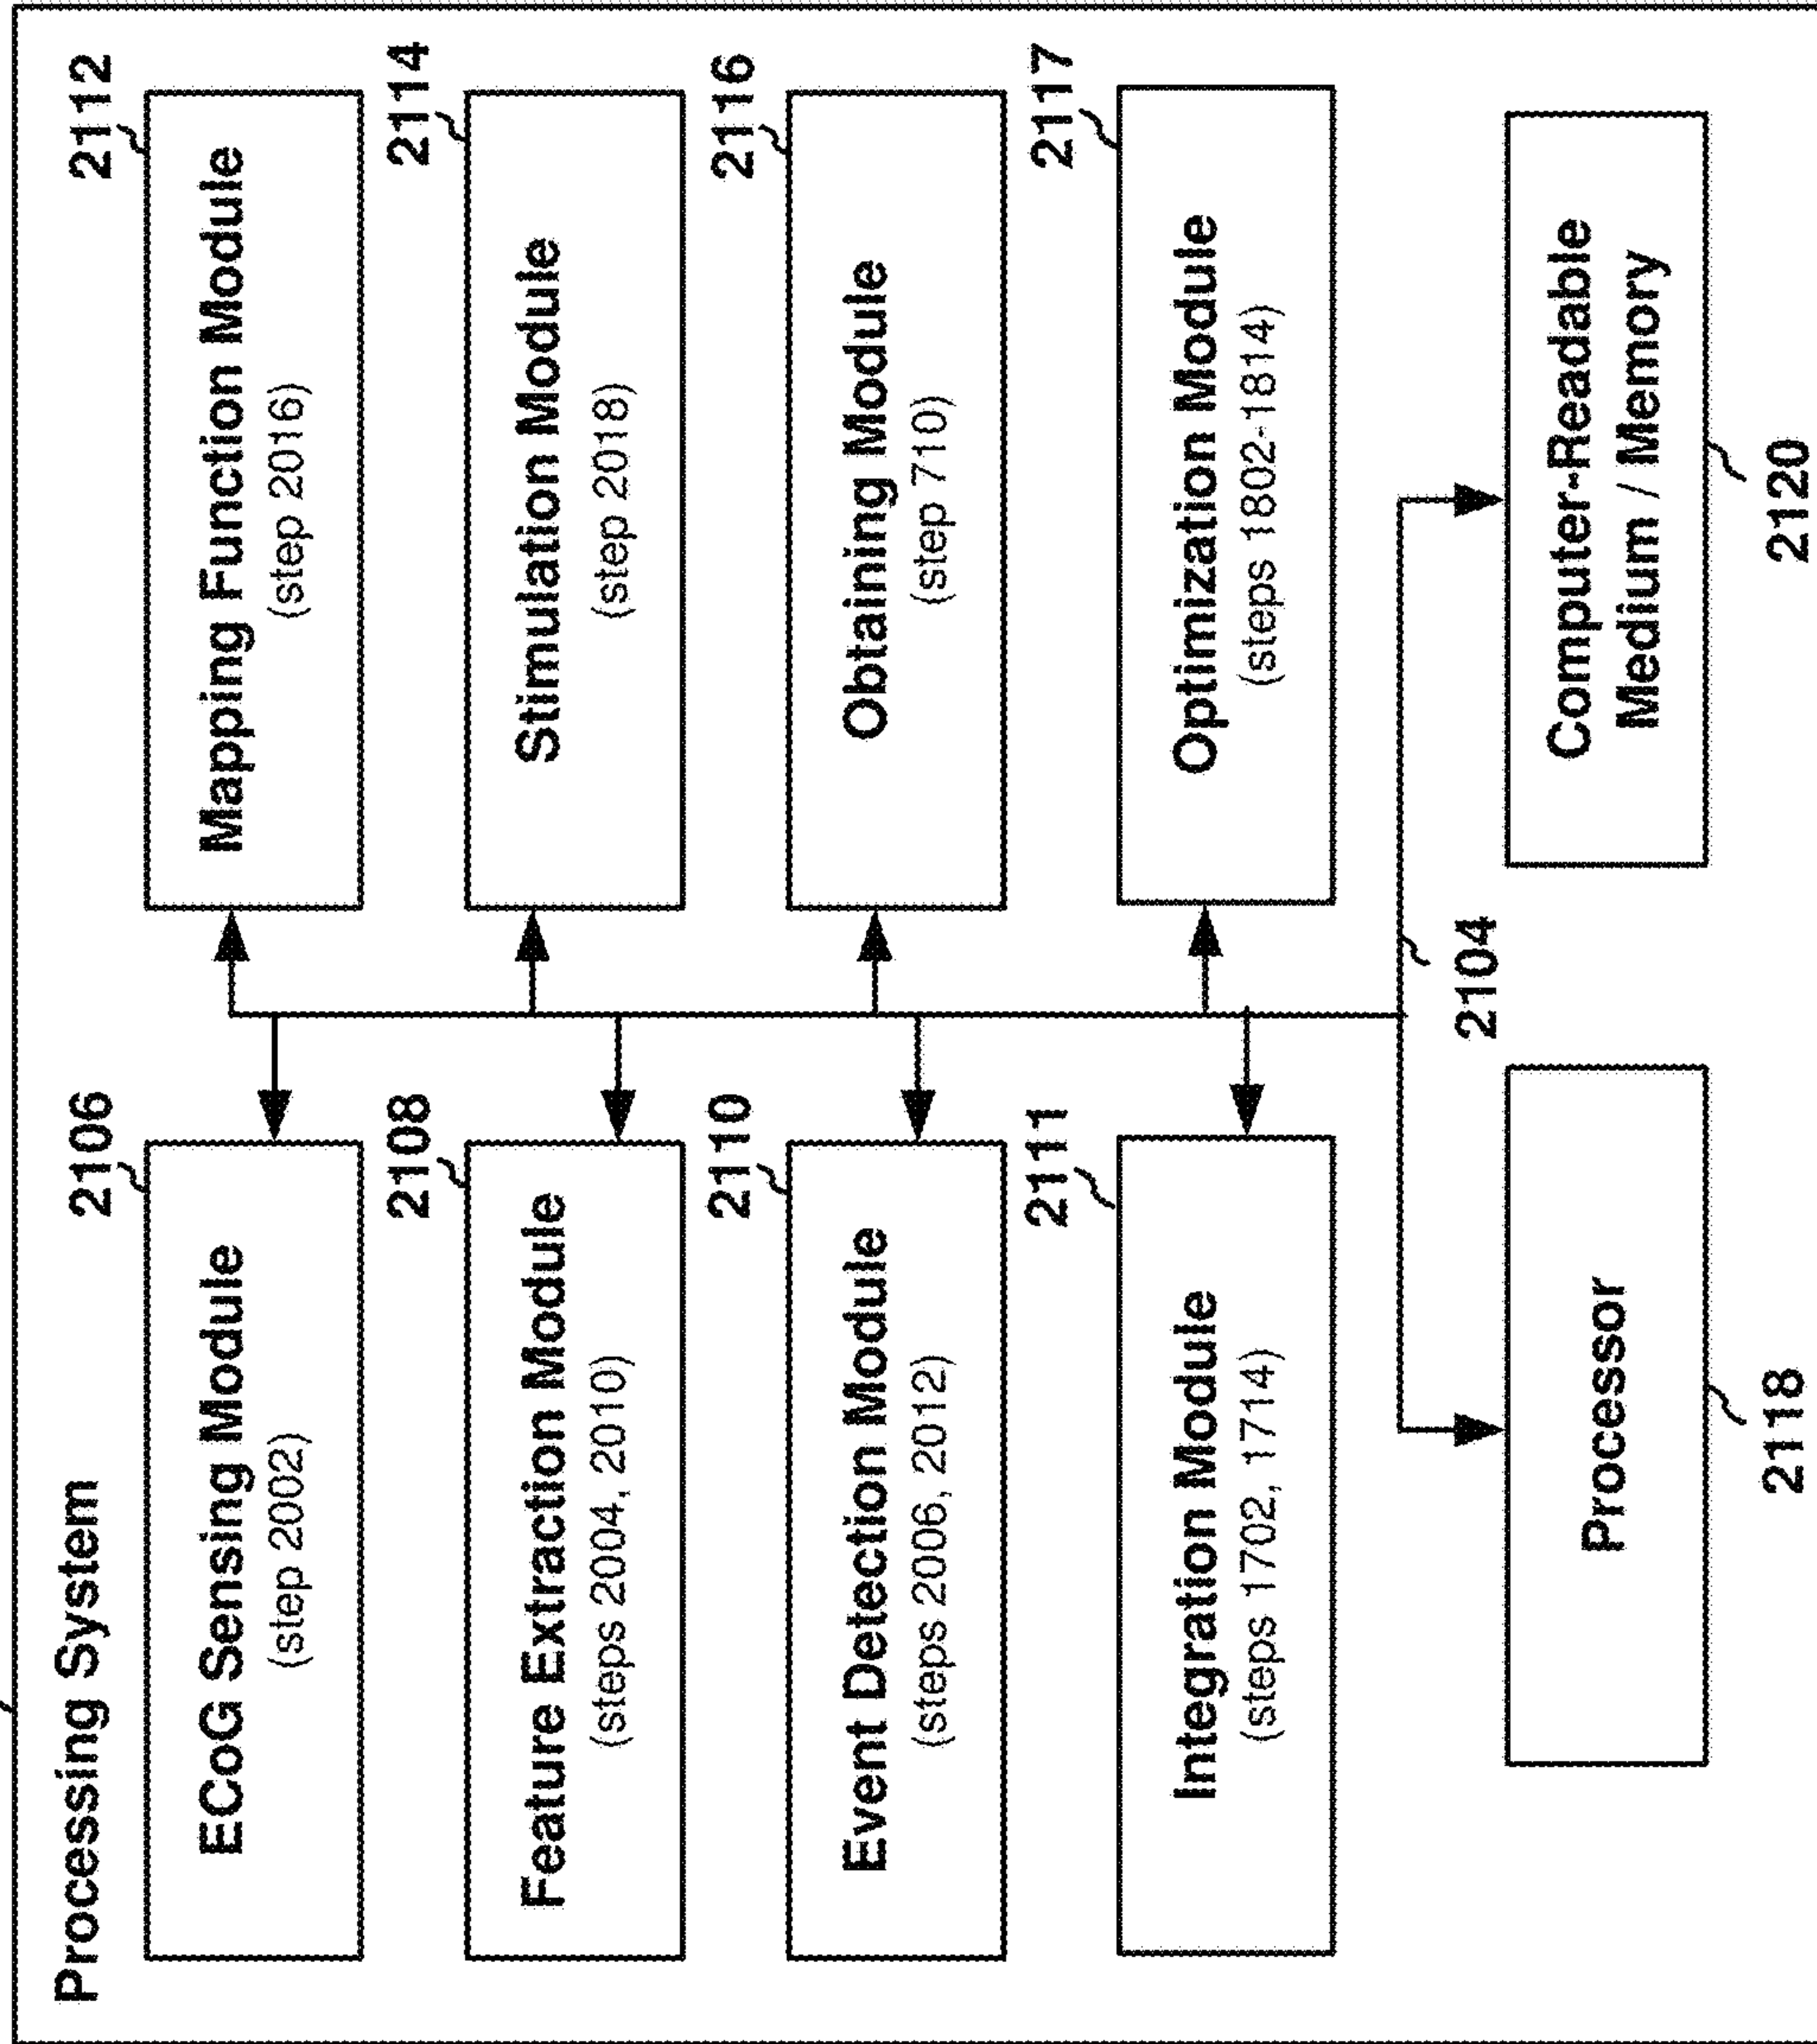 Processing System
2106
ECoG Sensing Module
(step 2002)
2112
Mapping Function Module
(step 2016)
2108
Feature Extraction Module
(steps 2004, 2010)
2114
Stimulation Module
(step 2018)
2110
Event Detection Module
(steps 2006, 2012)
2116
Obtaining Module
(step 710)
2111
Integration Module
(steps 1702, 1714)
2117
Optimization Module
(steps 1802-1814)
2104
Processor
2118
Computer-Readable
Medium / Memory
2120